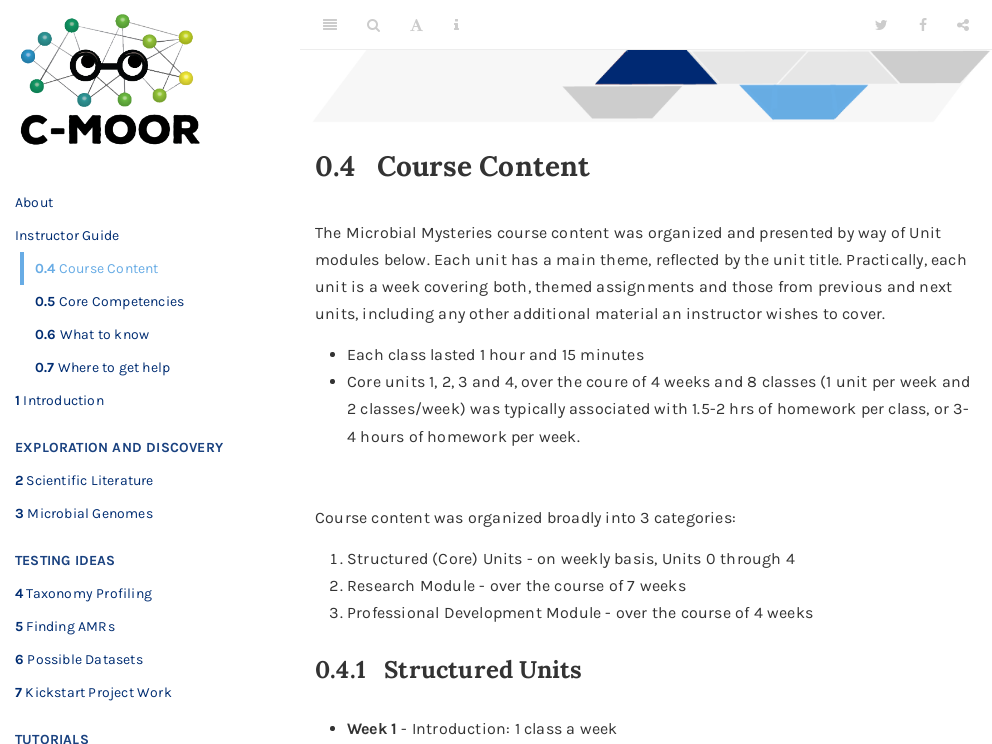 C-MOOR
About
Instructor Guide
0.4 Course Content
0.5 Core Competencies
0.6 What to know
0.7 Where to get help
1 Introduction
EXPLORATION AND DISCOVERY
2 Scientific Literature
3 Microbial Genomes
TESTING IDEAS
4 Taxonomy Profiling
5 Finding AMRs
6 Possible Datasets
7 Kickstart Project Work
TUTORIALS
0.4 Course Content
The Microbial Mysteries course content was organized and presented by way of Unit
modules below. Each unit has a main theme, reflected by the unit title. Practically, each
unit is a week covering both, themed assignments and those from previous and next
units, including any other additional material an instructor wishes to cover.
• Each class lasted 1 hour and 15 minutes
• Core units 1, 2, 3 and 4, over the coure of 4 weeks and 8 classes (1 unit per week and
2 classes/week) was typically associated with 1.5-2 hrs of homework per class, or 3-
4 hours of homework per week.
Course content was organized broadly into 3 categories:
1. Structured (Core) Units - on weekly basis, Units 0 through 4
2. Research Module - over the course of 7 weeks
3. Professional Development Module - over the course of 4 weeks
0.4.1 Structured Units
• Week 1 - Introduction: 1 class a week